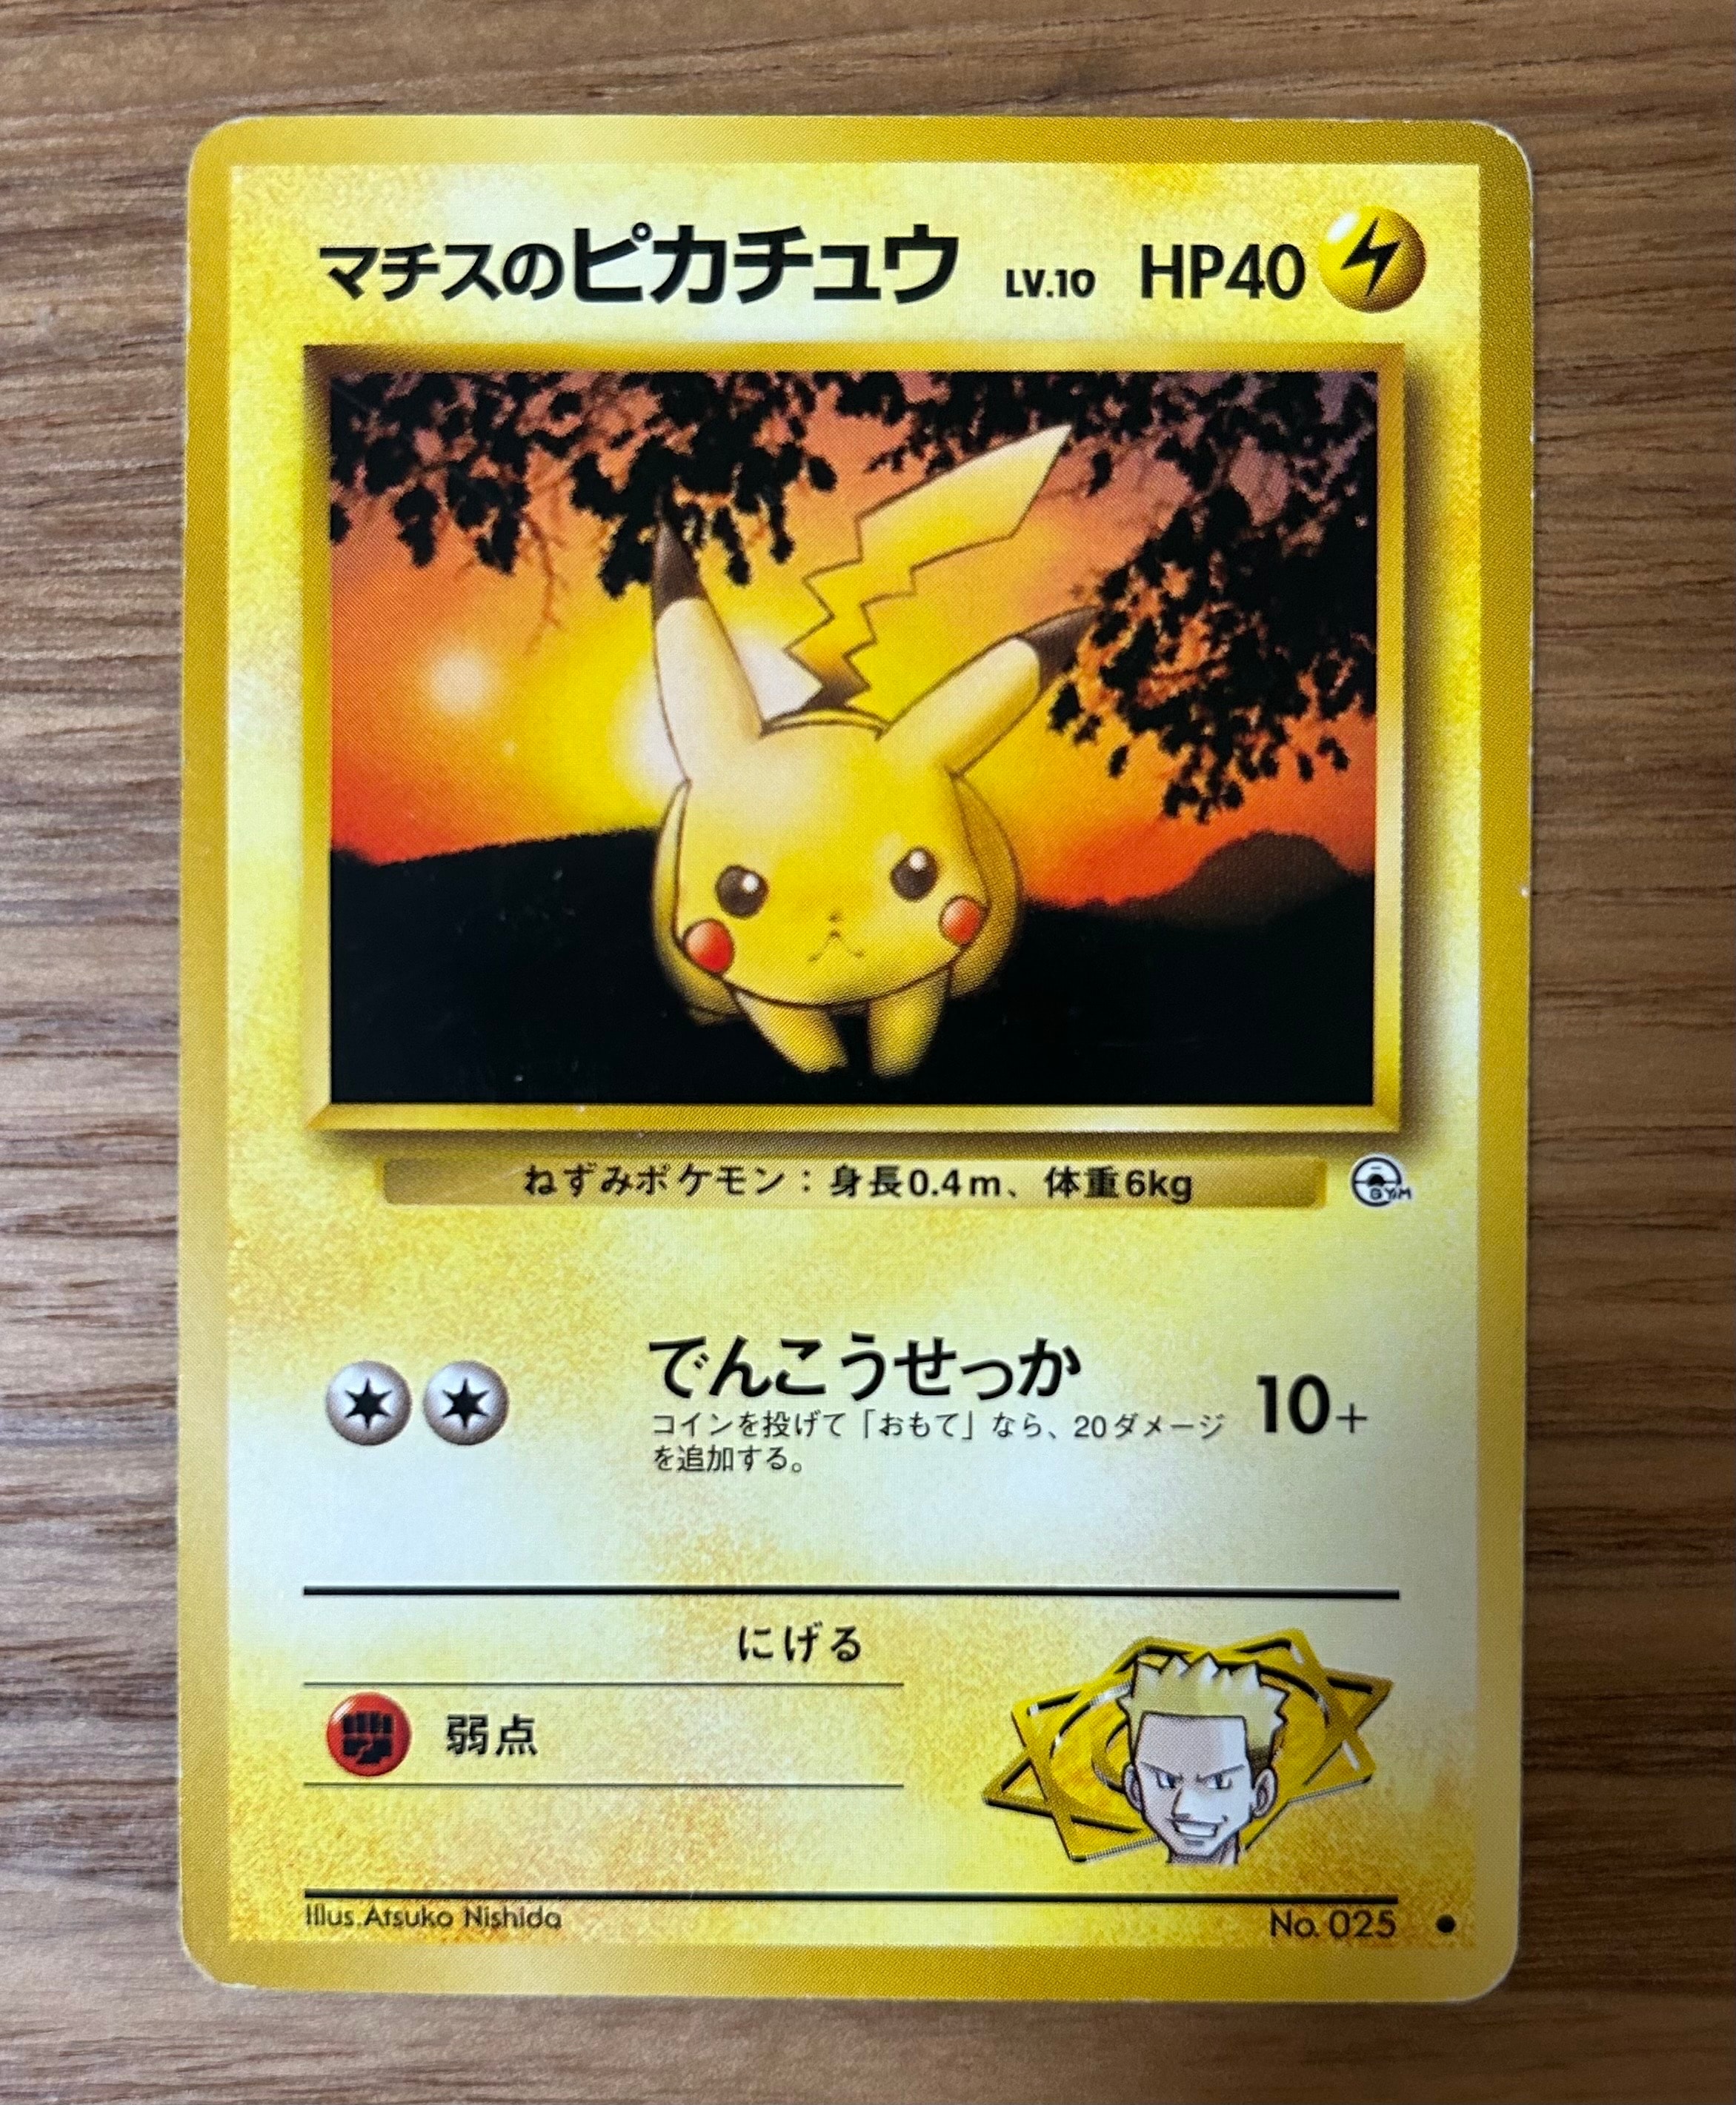 マチスのピカチュウ LV.10 HP40
ねずみポケモン：身長0.4m、体重6kg
GYM
でんこうせっか 10+
コインを投げて「おもて」なら、20ダメージ
を追加する。
にげる
弱点
Illus.Atsuko Nishida No.025 ●